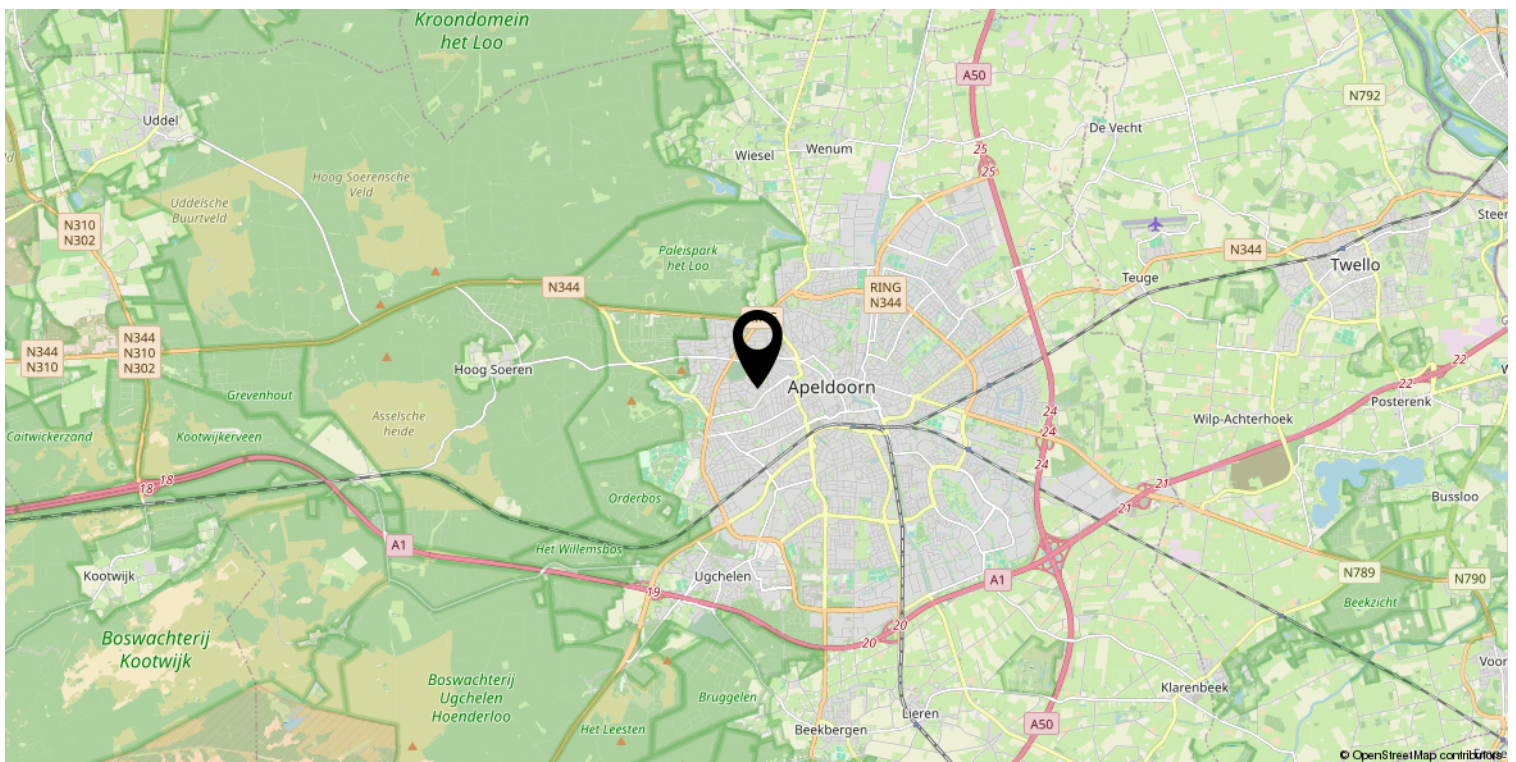 Kroondomein
het Loo
A50
N792
Uddel
De Vecht
Wiesel
Wenum
25
25
Hoog Soerensche
Veld
Uddelsche
Buurtveld
N310
N302
Steen
Paleispark
het Loo
N344
Twello
Teuge
N344
RING
N344
N344
N310
N302
N344
N310
Hoog Soeren
22
22
Apeldoorn
Grevenhout
Posterenk
Asselsche
heide
24
24
24
Wilp-Achterhoek
Caitwickerzand
Kootwijkerveen
18
18
21
21
Orderbos
Bussloo
A1
Het Willemsbos
Kootwijk
Ugchelen
19
A1
N789
N790
Beekzicht
20
20
Boswachterij
Kootwijk
Voor
Boswachterij
Ugchelen
Hoenderloo
Bruggelen
Klarenbeek
Het Leesten
Beekbergen
Lieren
A50
© OpenStreetMap contributors